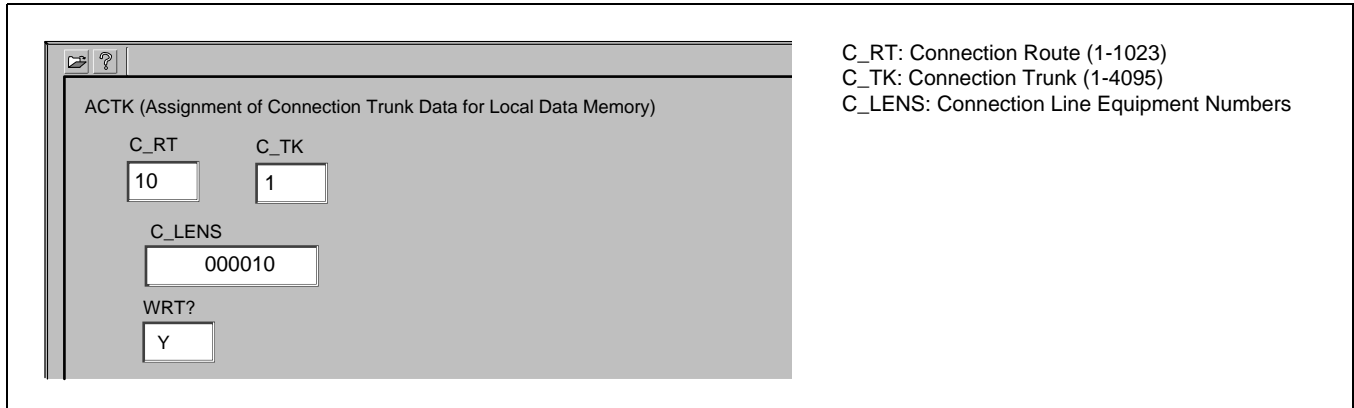 ?
ACTK (Assignment of Connection Trunk Data for Local Data Memory)
C_RT C_TK
10 1
C_LENS
000010
WRT?
Y
C_RT: Connection Route (1-1023)
C_TK: Connection Trunk (1-4095)
C_LENS: Connection Line Equipment Numbers